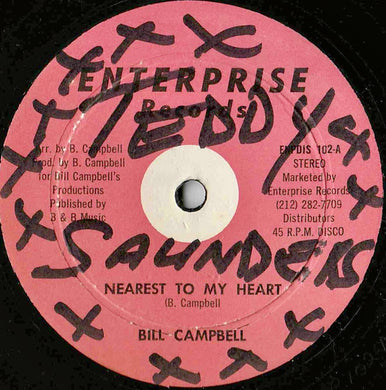 x x x x x
ENTERPRISE
Records
TEDDY
Arr. by B. Campbell
Prod. by B. Campbell
for Bill Campbell's
Productions
Published by
B & B Music
ENPDIS 102-A
STEREO
Marketed by
Enterprise Records
(212) 282-7709
Distributors
45 R.P.M. DISCO
SAUNDERS
NEAREST TO MY HEART
(B. Campbell)
BILL CAMPBELL